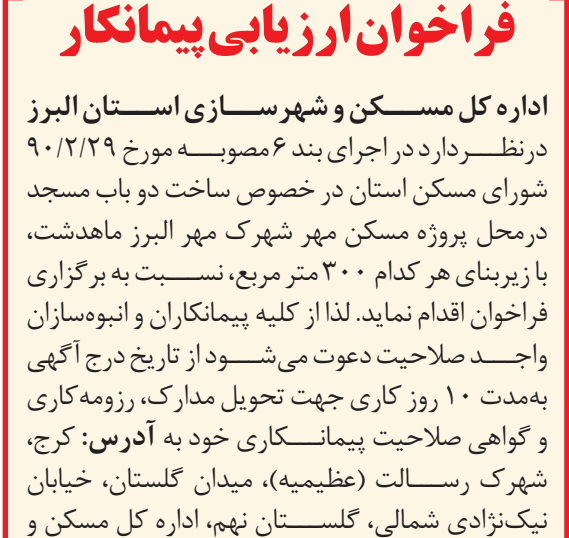 فراخوان ارزیابی پیمانکار
اداره کل مسکن و شهرسازی استان البرز
درنظر دارد در اجرای بند ۶ مصوبه مورخ ۹۰/۲/۲۹
شورای مسکن استان در خصوص ساخت دو باب مسجد
درمحل پروژه مسکن مهر شهرک مهر البرز ماهدشت،
با زیربنای هر کدام ۳۰۰ متر مربع، نسبت به برگزاری
فراخوان اقدام نماید. لذا از کلیه پیمانکاران و انبوه‌سازان
واجد صلاحیت دعوت می‌شود از تاریخ درج آگهی
به‌مدت ۱۰ روز کاری جهت تحویل مدارک، رزومه کاری
و گواهی صلاحیت پیمانکاری خود به آدرس: کرج،
شهرک رسالت (عظیمیه)، میدان گلستان، خیابان
نیک‌نژادی شمالی، گلستان نهم، اداره کل مسکن و